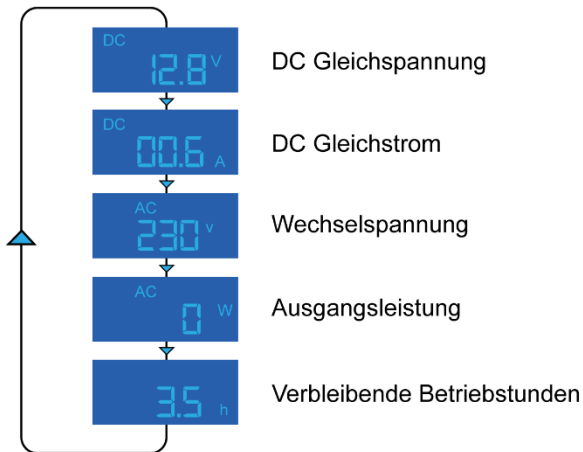 DC
12.8 V
DC Gleichspannung
DC
00.6 A
DC Gleichstrom
AC
230 v
Wechselspannung
AC
0 W
Ausgangsleistung
3.5 h
Verbleibende Betriebstunden